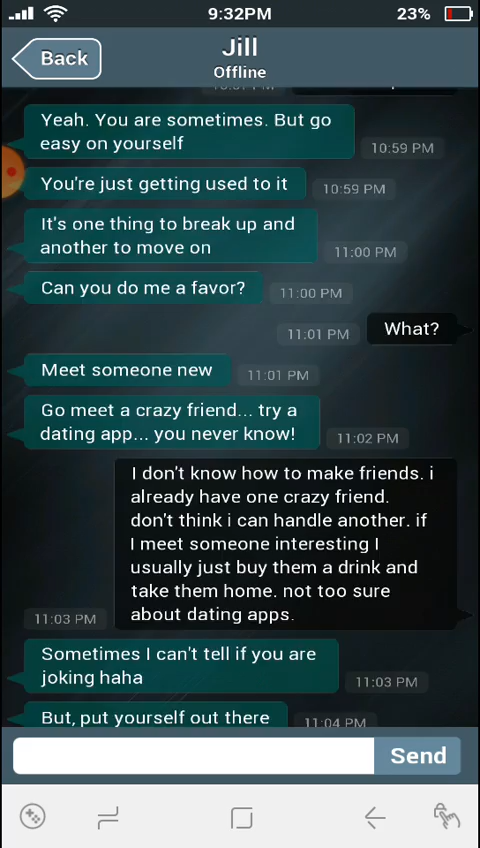 9:32PM
23%
Back
Jill
Offline
Yeah. You are sometimes. But go
easy on yourself
10:59 PM
You're just getting used to it
10:59 PM
It's one thing to break up and
another to move on
11:00 PM
Can you do me a favor?
11:00 PM
What?
11:01 PM
Meet someone new
11:01 PM
Go meet a crazy friend... try a
dating app... you never know!
11:02 PM
I don't know how to make friends. i
already have one crazy friend.
don't think i can handle another. if
I meet someone interesting I
usually just buy them a drink and
take them home. not too sure
about dating apps.
11:03 PM
Sometimes I can't tell if you are
joking haha
11:03 PM
But, put yourself out there
11:04 PM
Send